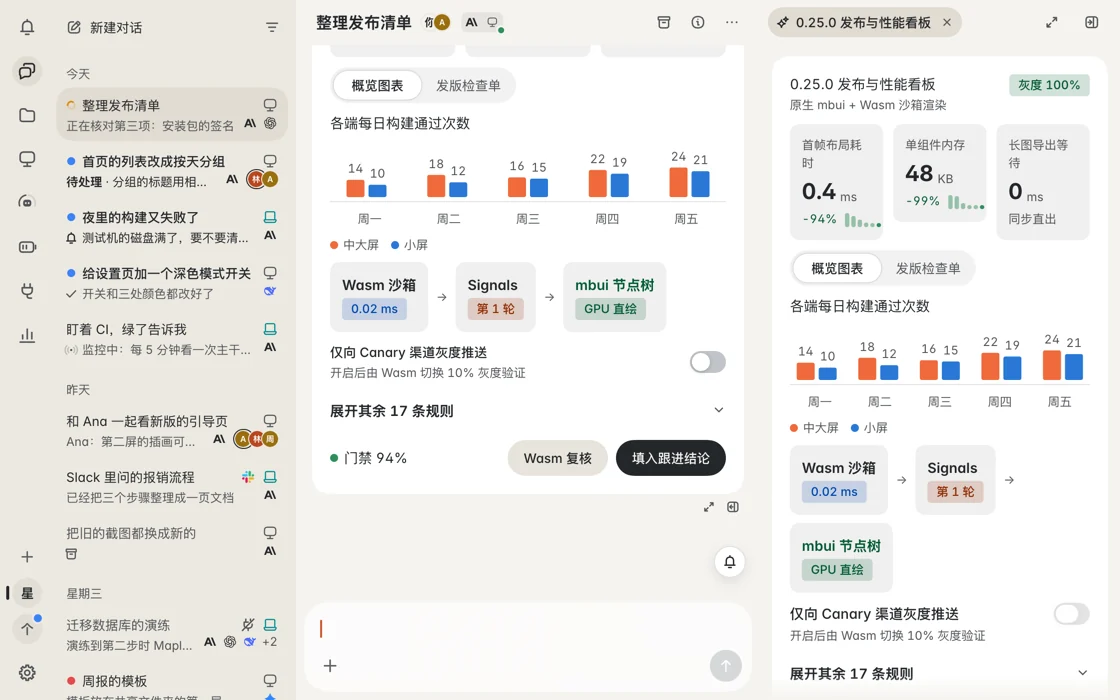 新建对话
今天
整理发布清单
正在核对第三项：安装包的签名
首页的列表改成按天分组
待处理 · 分组的标题用相...
林 A
夜里的构建又失败了
测试机的磁盘满了，要不要清...
给设置页加一个深色模式开关
开关和三处颜色都改好了
盯着 CI，绿了告诉我
监控中：每 5 分钟看一次主干...
昨天
和 Ana 一起看新版的引导页
Ana：第二屏的插画可...
A 林 周
Slack 里问的报销流程
已经把三个步骤整理成一页文档
把旧的截图都换成新的
星期三
星
迁移数据库的演练
演练到第二步时 Mapl...
+2
周报的模板
整理发布清单
A
概览图表
发版检查单
各端每日构建通过次数
14 10 18 12 16 15 22 19 24 21
周一 周二 周三 周四 周五
中大屏 小屏
Wasm 沙箱
0.02 ms
→
Signals
第 1 轮
→
mbui 节点树
GPU 直绘
仅向 Canary 渠道灰度推送
开启后由 Wasm 切换 10% 灰度验证
展开其余 17 条规则
门禁 94%
Wasm 复核
填入跟进结论
0.25.0 发布与性能看板
0.25.0 发布与性能看板
灰度 100%
原生 mbui + Wasm 沙箱渲染
首帧布局耗时
0.4 ms
-94%
单组件内存
48 KB
-99%
长图导出等待
0 ms
同步直出
概览图表
发版检查单
各端每日构建通过次数
14 10 18 12 16 15 22 19 24 21
周一 周二 周三 周四 周五
中大屏 小屏
Wasm 沙箱
0.02 ms
→
Signals
第 1 轮
→
mbui 节点树
GPU 直绘
仅向 Canary 渠道灰度推送
开启后由 Wasm 切换 10% 灰度验证
展开其余 17 条规则